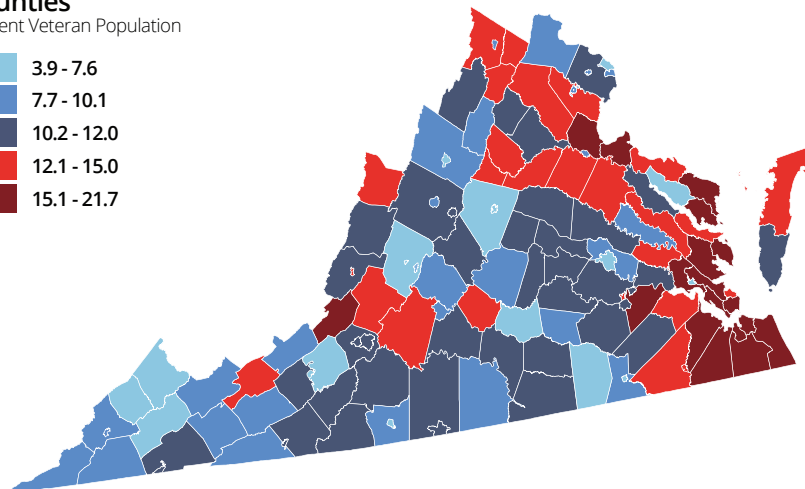 ent Veteran Population
3.9 - 7.6
7.7 - 10.1
10.2 - 12.0
12.1 - 15.0
15.1 - 21.7